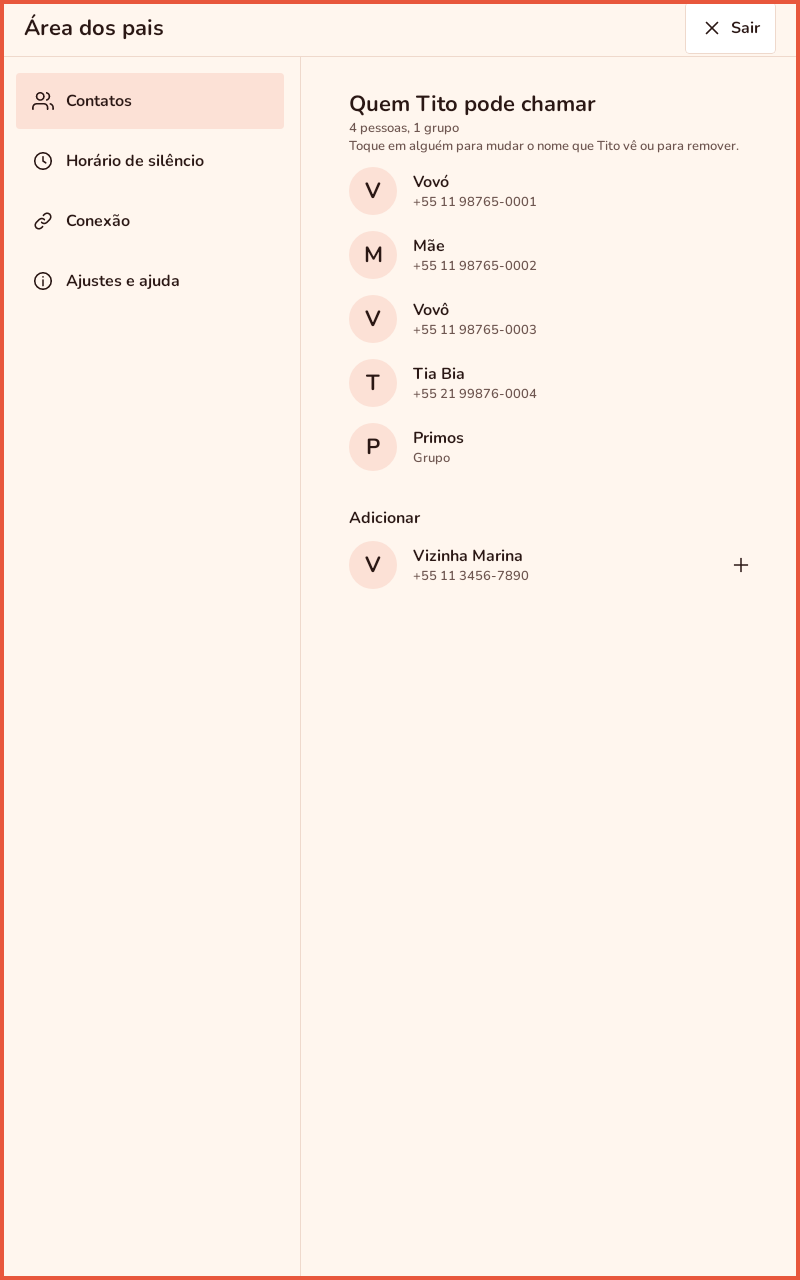 Área dos pais
Sair
Contatos
Horário de silêncio
Conexão
Ajustes e ajuda
Quem Tito pode chamar
4 pessoas, 1 grupo
Toque em alguém para mudar o nome que Tito vê ou para remover.
V
Vovó
+55 11 98765-0001
M
Mãe
+55 11 98765-0002
V
Vovô
+55 11 98765-0003
T
Tia Bia
+55 21 99876-0004
P
Primos
Grupo
Adicionar
V
Vizinha Marina
+55 11 3456-7890